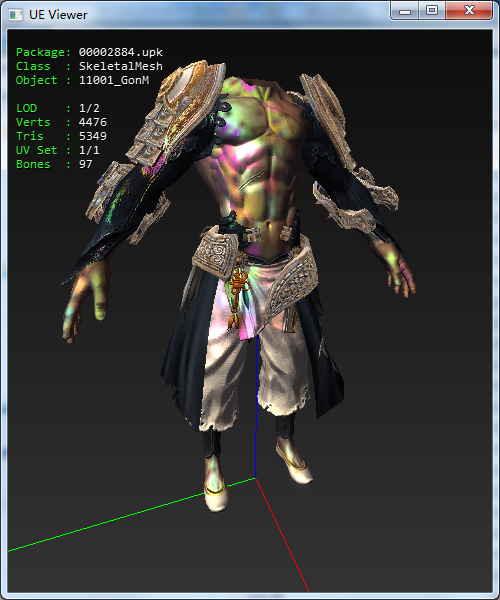 UE Viewer
Package: 00002884.upk
Class : SkeletalMesh
Object : 11001_GonM
LOD : 1/2
Verts : 4476
Tris : 5349
UV Set : 1/1
Bones : 97